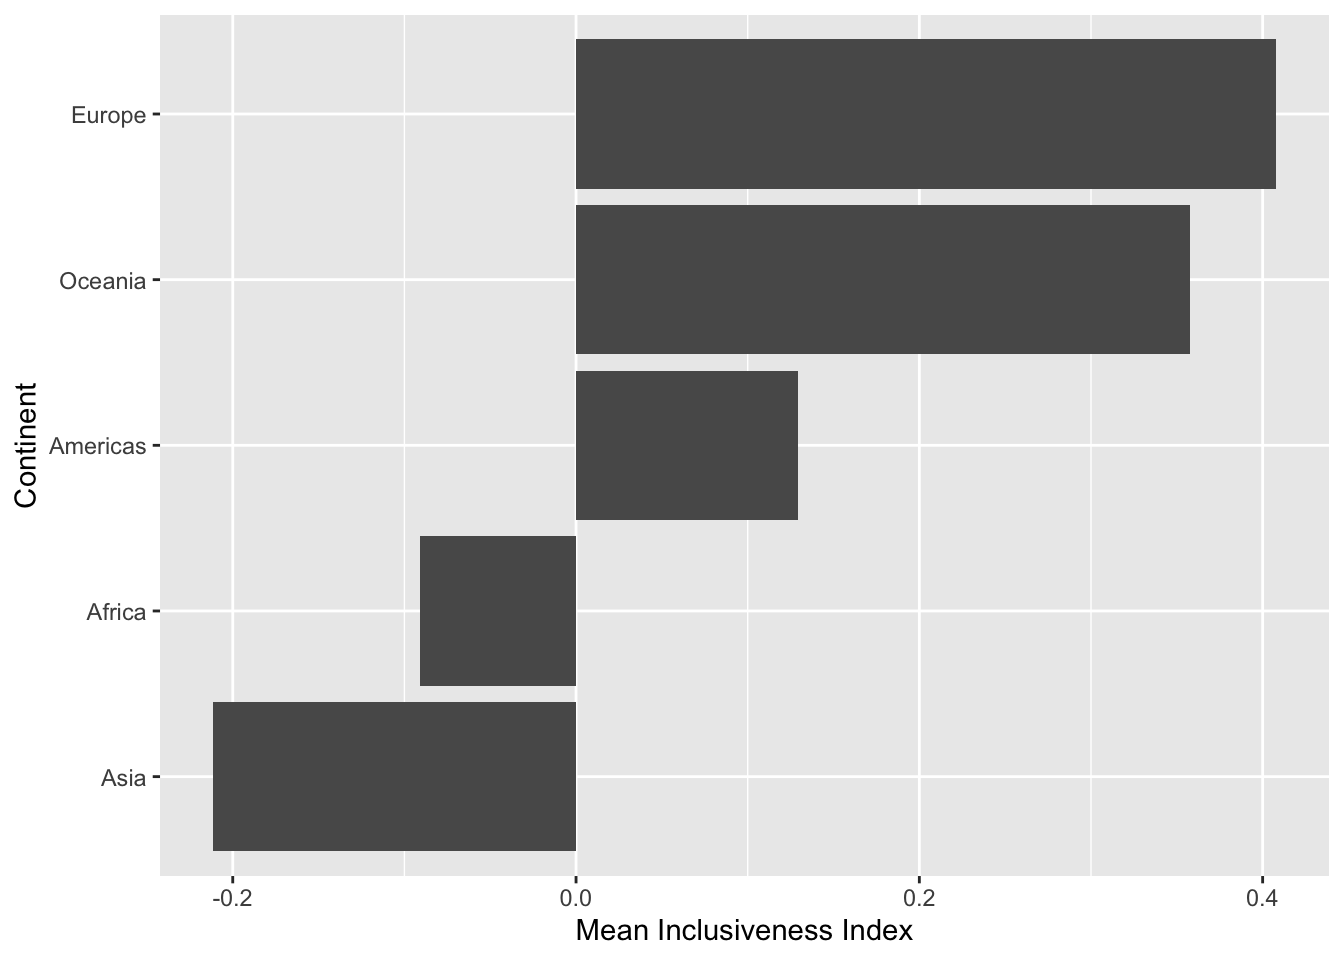 Continent
Europe
Oceania
Americas
Africa
Asia
-0.2 0.0 0.2 0.4
Mean Inclusiveness Index